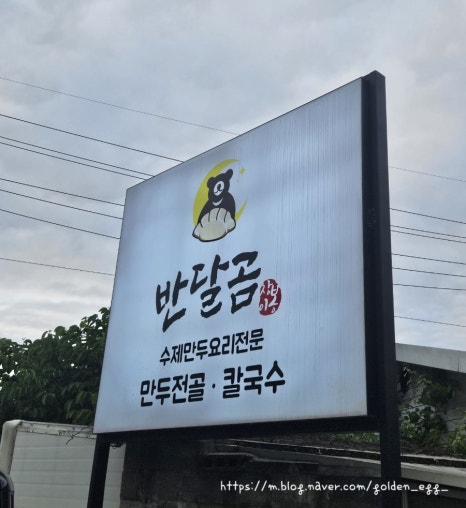 반달곰
수제만두요리전문
만두전골 · 칼국수
https://m.blog.naver.com/golden_egg_